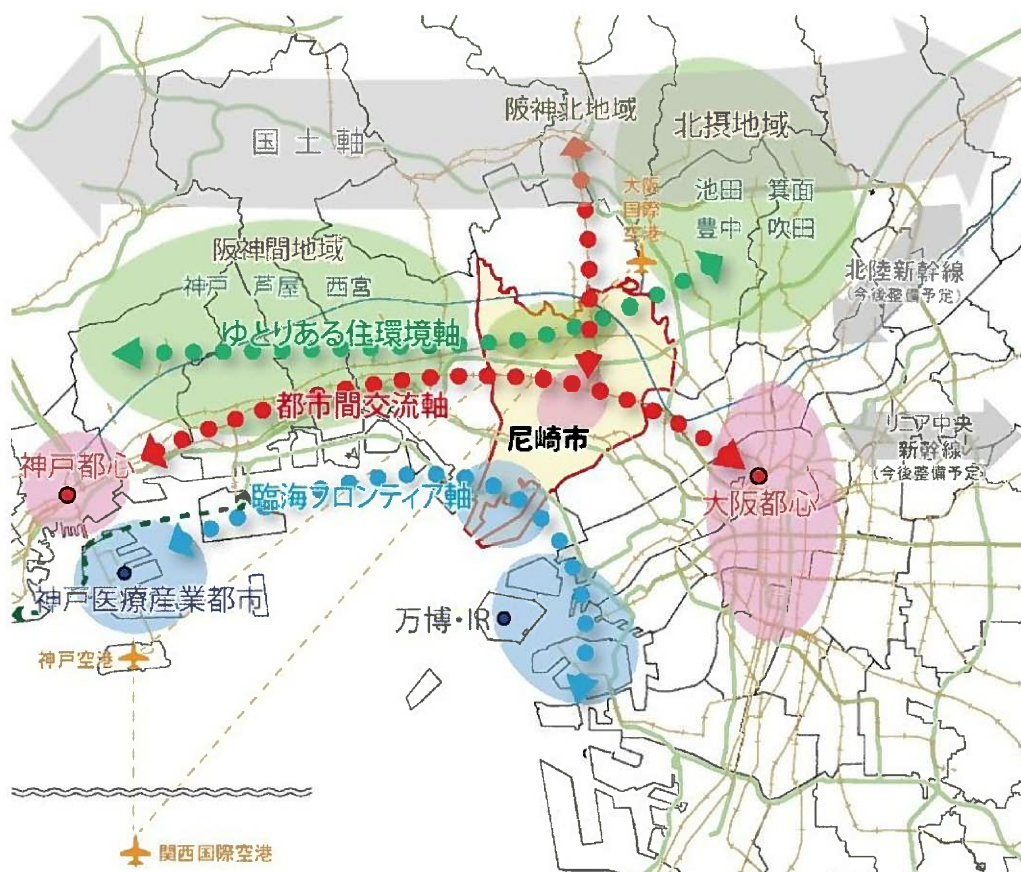 阪神北地域
北摂地域
国土軸
大阪
国際
空港
池田 箕面
豊中 吹田
阪神間地域
神戸 芦屋 西宮
北陸新幹線
(今後整備予定)
ゆとりある住環境軸
都市間交流軸
尼崎市
リニア中央
新幹線
(今後整備予定)
神戸都心
臨海フロンティア軸
大阪都心
神戸医療産業都市
万博・IR
神戸空港
関西国際空港